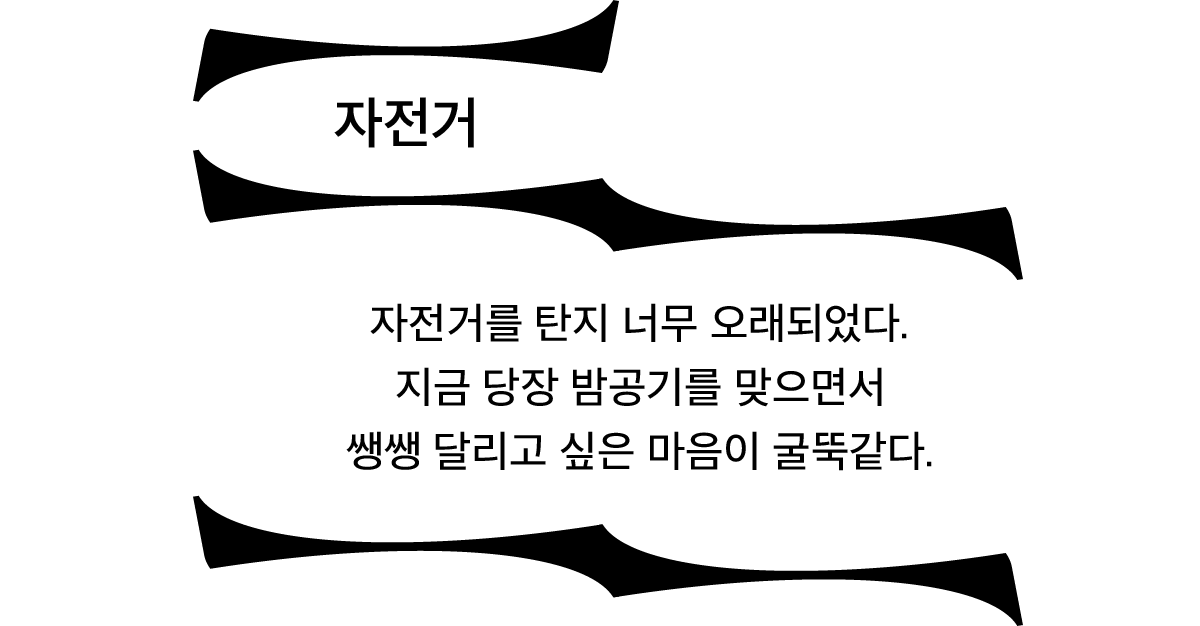 자전거
자전거를 탄지 너무 오래되었다.
지금 당장 밤공기를 맞으면서
쌩쌩 달리고 싶은 마음이 굴뚝같다.